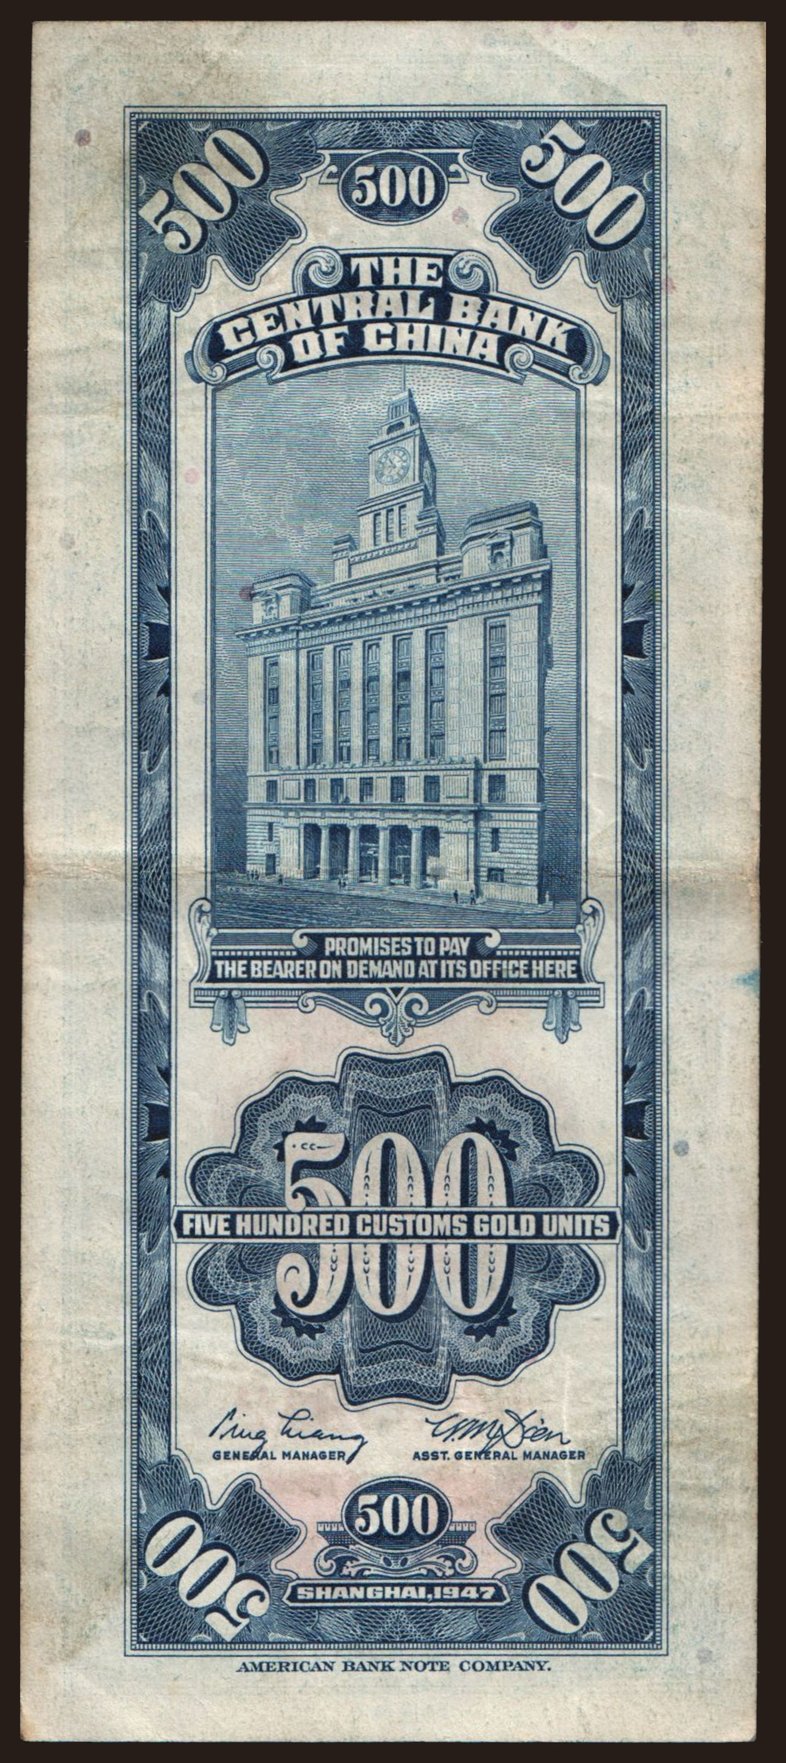 500 500 500
THE
CENTRAL BANK
OF CHINA
PROMISES TO PAY
THE BEARER ON DEMAND AT ITS OFFICE HERE
500
FIVE HUNDRED CUSTOMS GOLD UNITS
GENERAL MANAGER ASST. GENERAL MANAGER
500 500 500
SHANGHAI, 1947
AMERICAN BANK NOTE COMPANY.